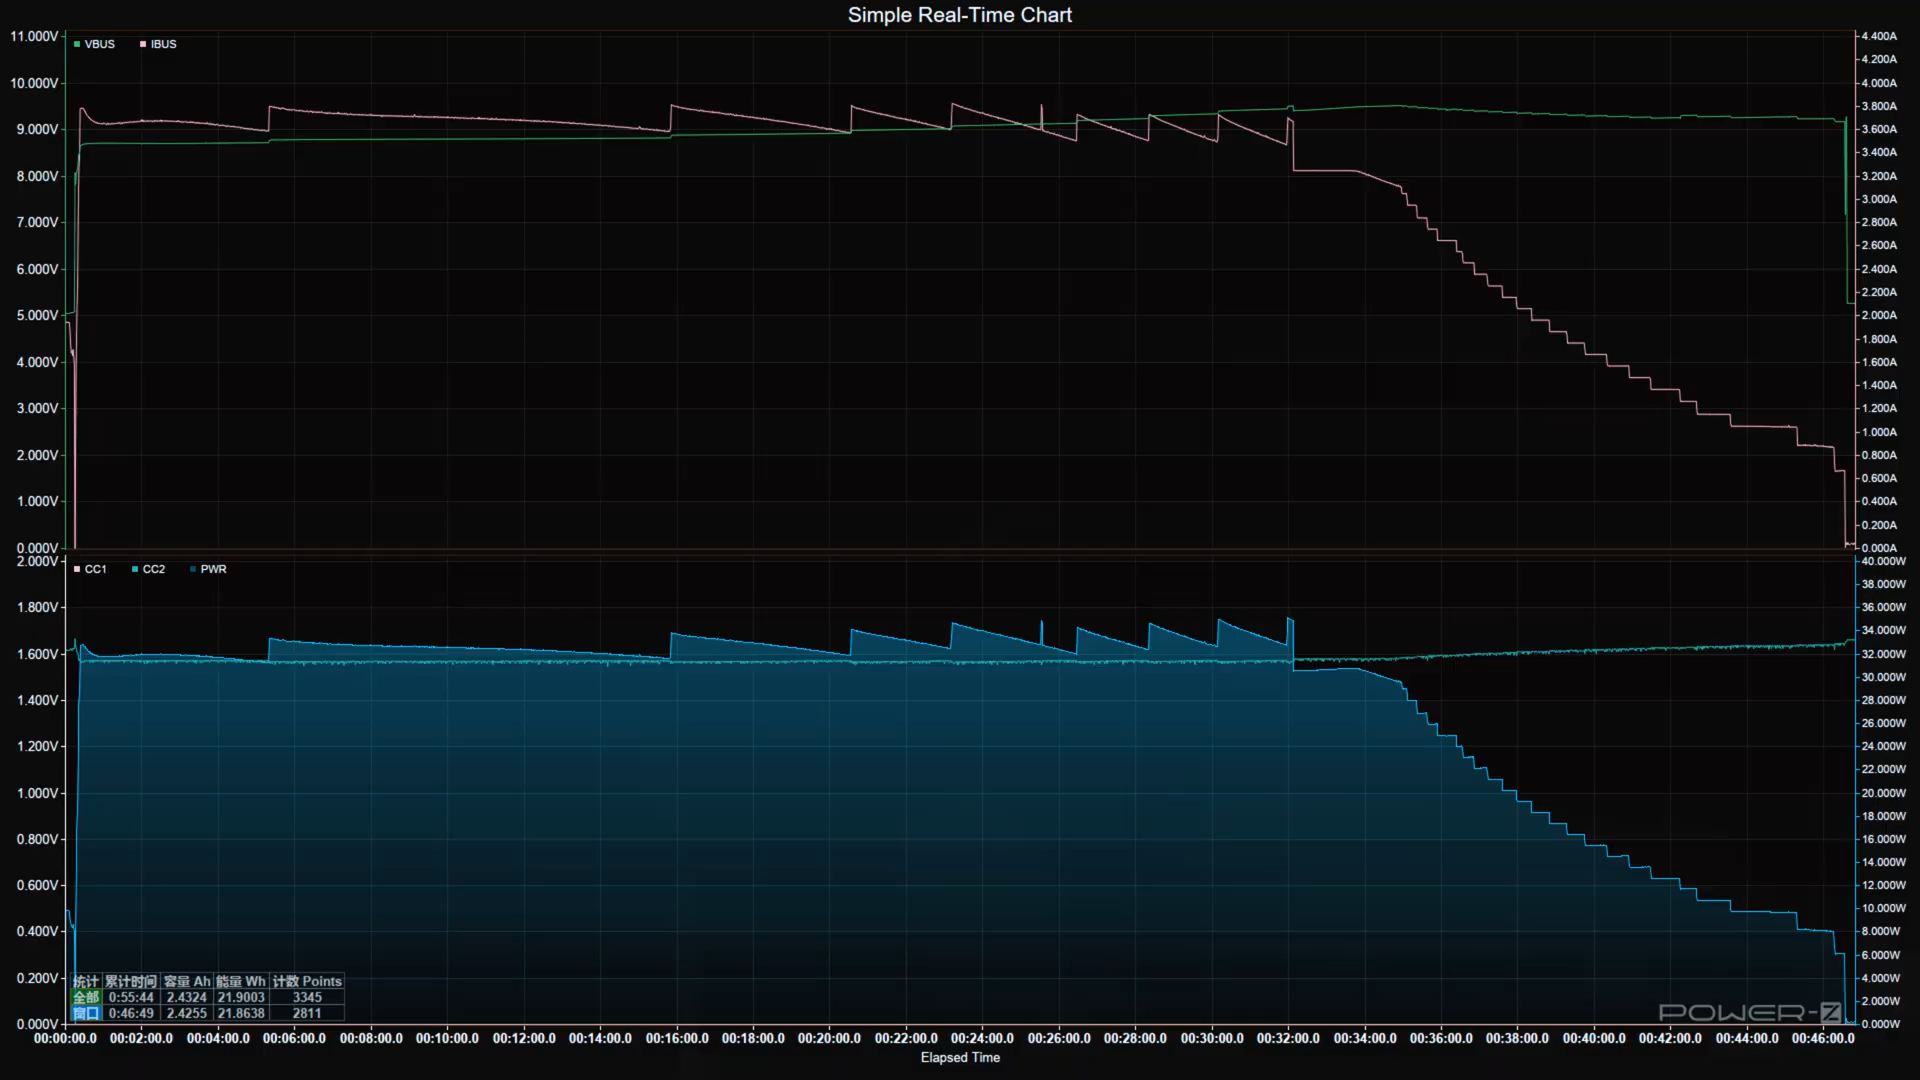 Simple Real-Time Chart
VBUS IBUS
11.000V
10.000V
9.000V
8.000V
7.000V
6.000V
5.000V
4.000V
3.000V
2.000V
1.000V
0.000V
4.400A
4.200A
4.000A
3.800A
3.600A
3.400A
3.200A
3.000A
2.800A
2.600A
2.400A
2.200A
2.000A
1.800A
1.600A
1.400A
1.200A
1.000A
0.800A
0.600A
0.400A
0.200A
0.000A
CC1 CC2 PWR
2.000V
1.800V
1.600V
1.400V
1.200V
1.000V
0.800V
0.600V
0.400V
0.200V
0.000V
40.000W
38.000W
36.000W
34.000W
32.000W
30.000W
28.000W
26.000W
24.000W
22.000W
20.000W
18.000W
16.000W
14.000W
12.000W
10.000W
8.000W
6.000W
4.000W
2.000W
0.000W
统计 累计时间 容量 Ah 能量 Wh 计数 Points
全部 0:55:44 2.4324 21.9003 3345
窗口 0:46:49 2.4255 21.8638 2811
POWER-Z
00:00:00.0 00:02:00.0 00:04:00.0 00:06:00.0 00:08:00.0 00:10:00.0 00:12:00.0 00:14:00.0 00:16:00.0 00:18:00.0 00:20:00.0 00:22:00.0 00:24:00.0 00:26:00.0 00:28:00.0 00:30:00.0 00:32:00.0 00:34:00.0 00:36:00.0 00:38:00.0 00:40:00.0 00:42:00.0 00:44:00.0 00:46:00.0
Elapsed Time